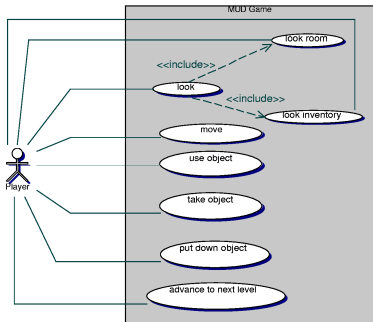 MUD Game
look room
<<include>>
look
<<include>>
look inventory
move
use object
Player
take object
put down object
advance to next level